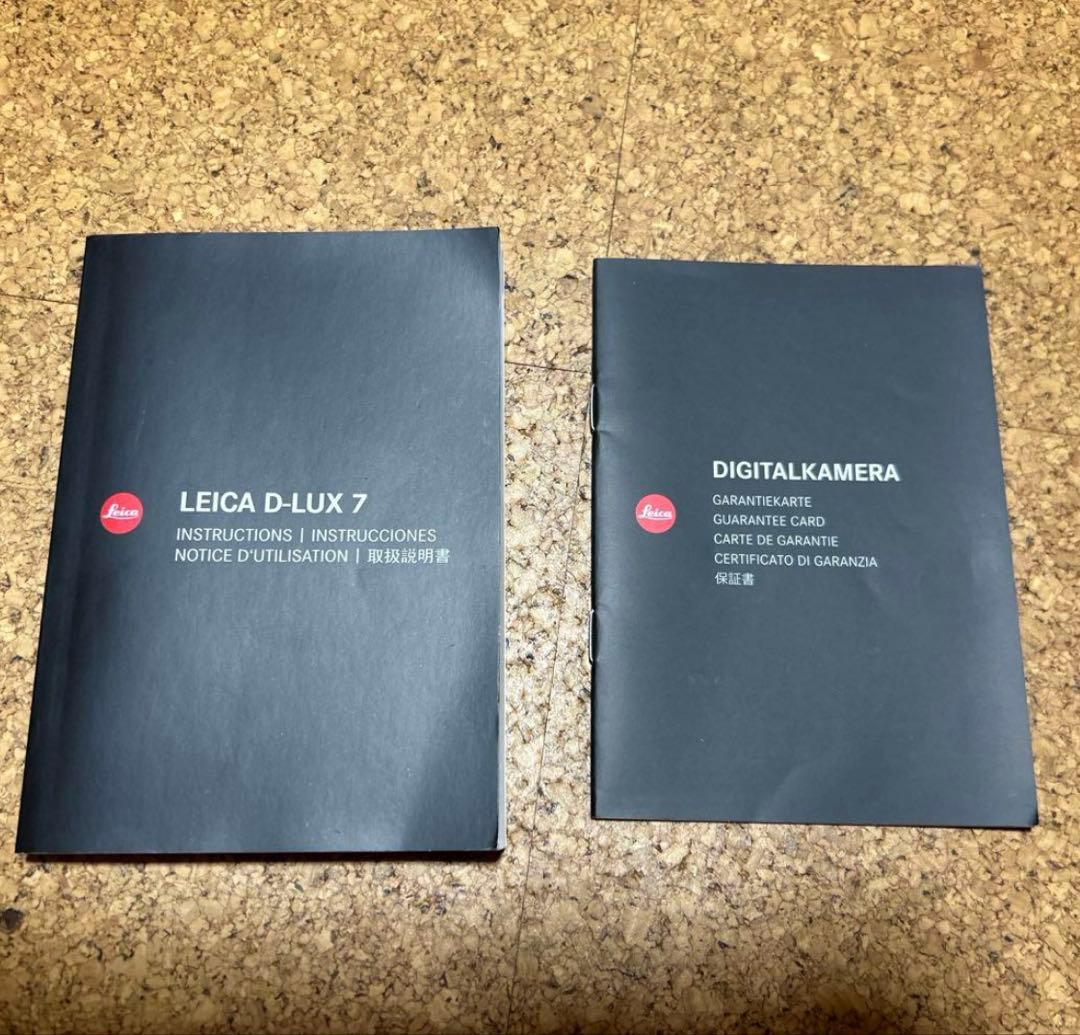 Leica
LEICA D-LUX 7
INSTRUCTIONS | INSTRUCCIONES
NOTICE D'UTILISATION | 取扱説明書
Leica
DIGITALKAMERA
GARANTIEKARTE
GUARANTEE CARD
CARTE DE GARANTIE
CERTIFICATO DI GARANZIA
保証書